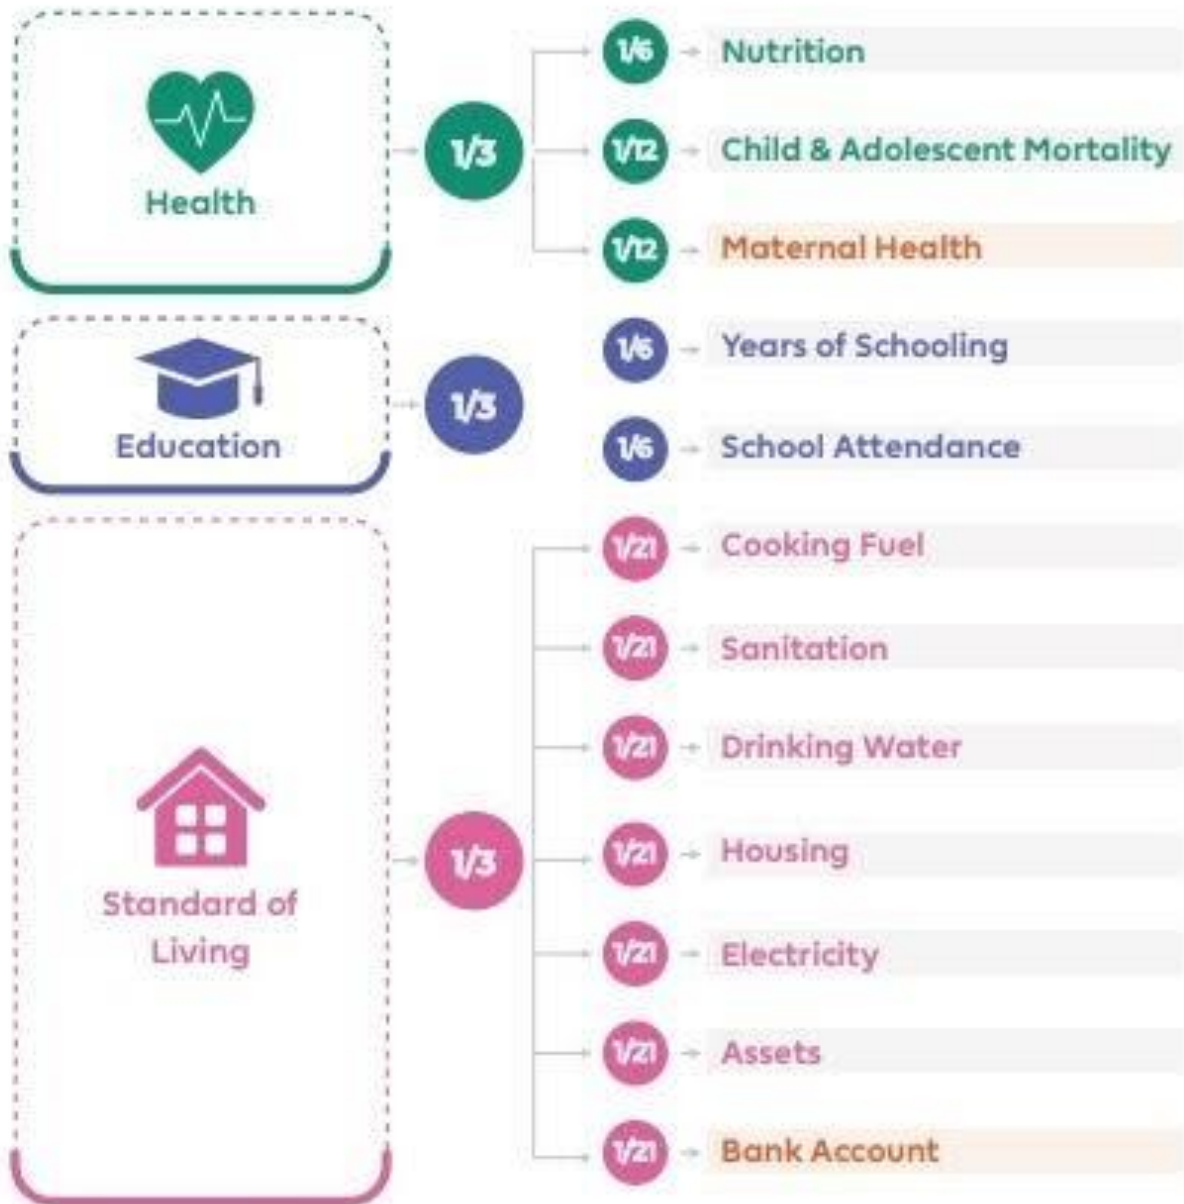 Health
1/3
1/6 Nutrition
1/12 Child & Adolescent Mortality
1/12 Maternal Health
Education
1/3
1/6 Years of Schooling
1/6 School Attendance
Standard of
Living
1/3
1/21 Cooking Fuel
1/21 Sanitation
1/21 Drinking Water
1/21 Housing
1/21 Electricity
1/21 Assets
1/21 Bank Account